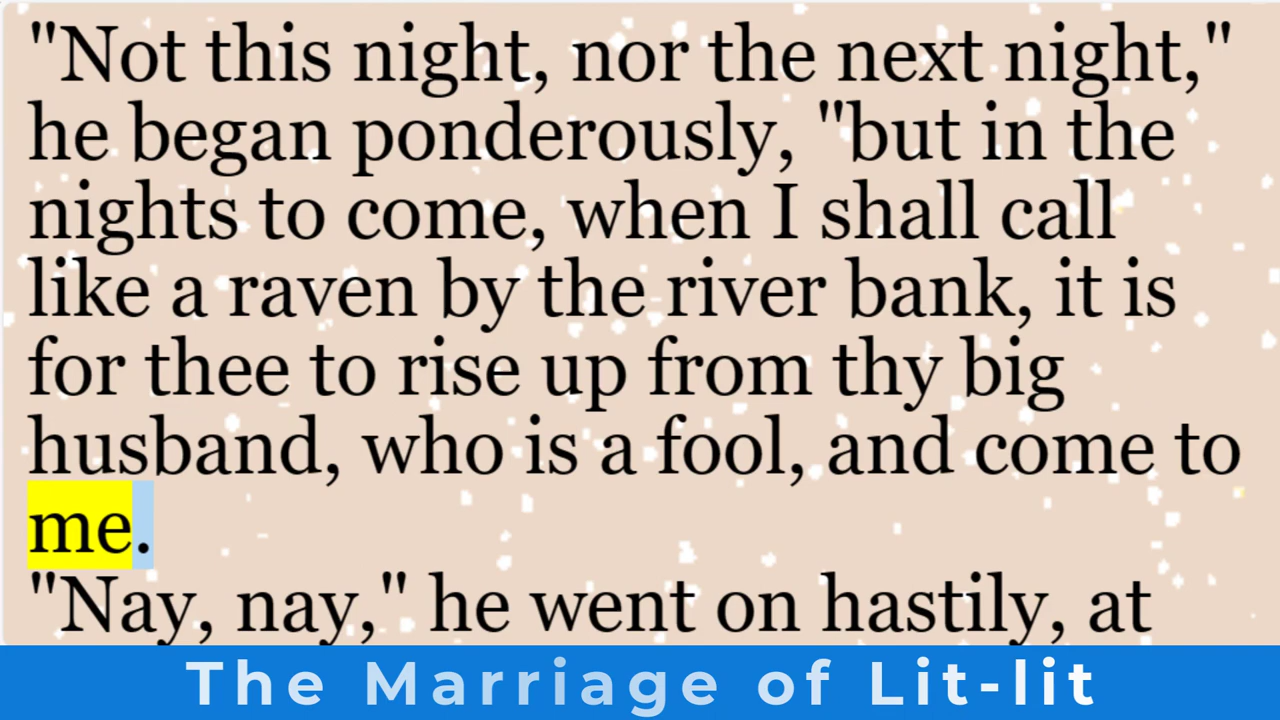 "Not this night, nor the next night,"
he began ponderously, "but in the
nights to come, when I shall call
like a raven by the river bank, it is
for thee to rise up from thy big
husband, who is a fool, and come to
me.
"Nay, nay," he went on hastily, at
The Marriage of Lit-lit